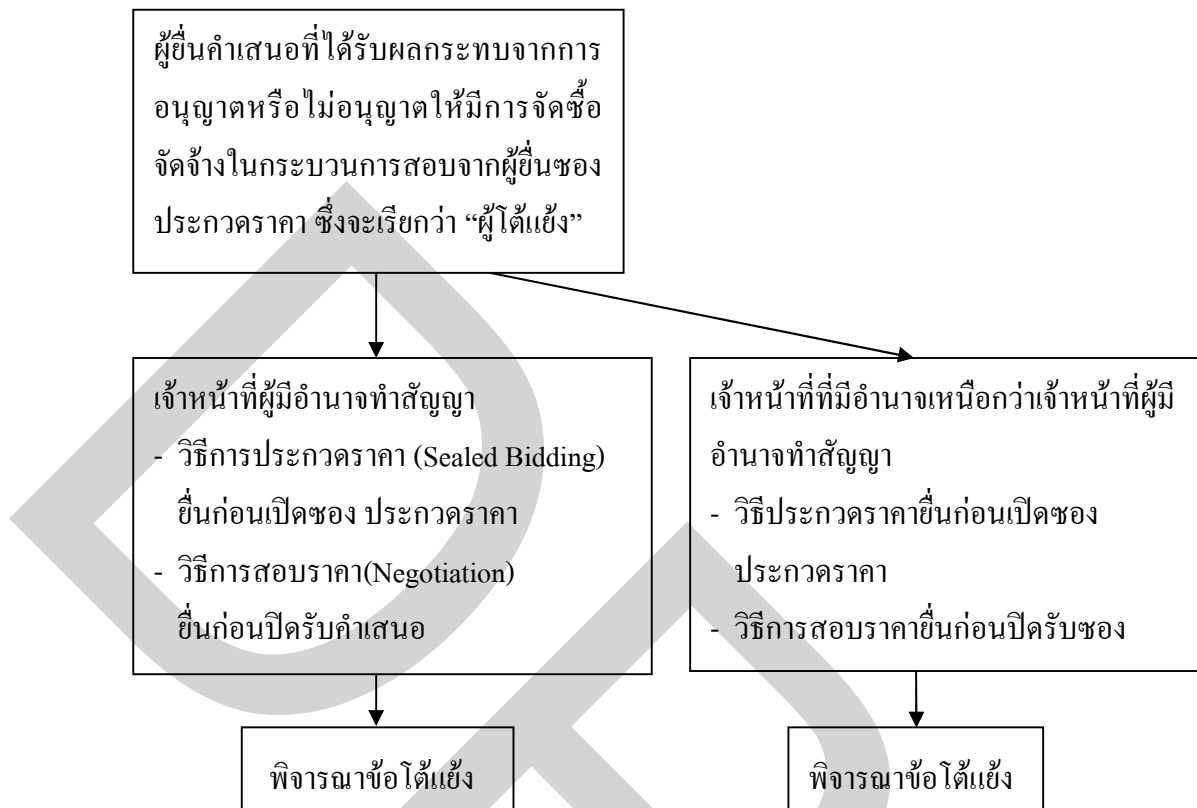 ผู้ยื่นคำเสนอที่ได้รับผลกระทบจากการ
อนุญาตหรือไม่อนุญาตให้มีการจัดซื้อ
จัดจ้างในกระบวนการสอบจากผู้ยื่นซอง
ประกวดราคา ซึ่งจะเรียกว่า “ผู้โต้แย้ง”
เจ้าหน้าที่ผู้มีอำนาจทำสัญญา
- วิธีการประกวดราคา (Sealed Bidding)
ยื่นก่อนเปิดซอง ประกวดราคา
- วิธีการสอบราคา(Negotiation)
ยื่นก่อนปิดรับคำเสนอ
เจ้าหน้าที่ที่มีอำนาจเหนือกว่าเจ้าหน้าที่ผู้มี
อำนาจทำสัญญา
- วิธีประกวดราคายื่นก่อนเปิดซอง
ประกวดราคา
- วิธีการสอบราคายื่นก่อนปิดรับซอง
พิจารณาข้อโต้แย้ง
พิจารณาข้อโต้แย้ง